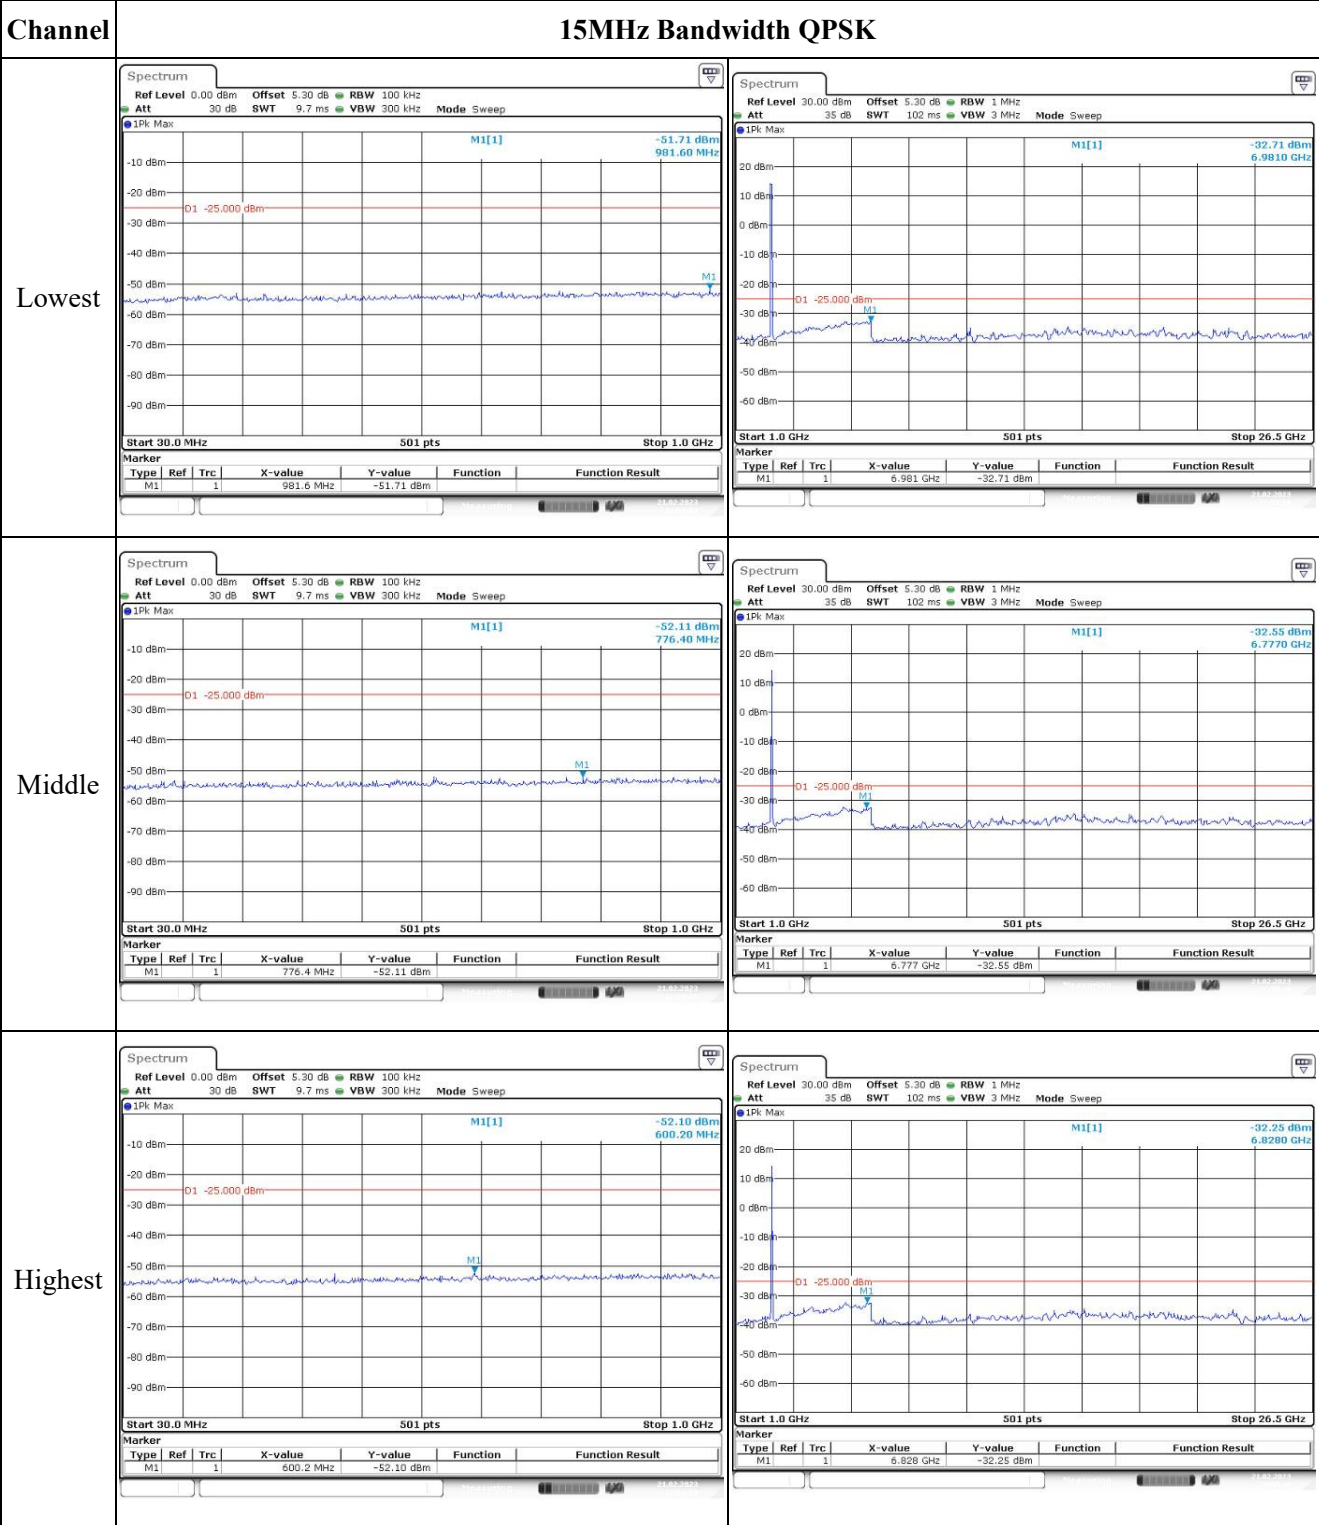 Channel 15MHz Bandwidth QPSK
Lowest
Spectrum
Ref Level 0.00 dBm Offset 5.30 dB RBW 100 kHz
Att 30 dB SWT 9.7 ms VBW 300 kHz Mode Sweep
1Pk Max
M1[1] -51.71 dBm
981.60 MHz
-10 dBm
-20 dBm
D1 -25.000 dBm
-30 dBm
-40 dBm
-50 dBm
M1
-60 dBm
-70 dBm
-80 dBm
-90 dBm
Start 30.0 MHz 501 pts Stop 1.0 GHz
Marker
Type Ref Trc X-value Y-value Function Function Result
M1 1 981.6 MHz -51.71 dBm
21.02.2023
Spectrum
Ref Level 30.00 dBm Offset 5.30 dB RBW 1 MHz
Att 35 dB SWT 102 ms VBW 3 MHz Mode Sweep
1Pk Max
M1[1] -32.71 dBm
6.9810 GHz
20 dBm
10 dBm
0 dBm
-10 dBm
-20 dBm
D1 -25.000 dBm
M1
-30 dBm
-40 dBm
-50 dBm
-60 dBm
Start 1.0 GHz 501 pts Stop 26.5 GHz
Marker
Type Ref Trc X-value Y-value Function Function Result
M1 1 6.981 GHz -32.71 dBm
21.02.2023
Middle
Spectrum
Ref Level 0.00 dBm Offset 5.30 dB RBW 100 kHz
Att 30 dB SWT 9.7 ms VBW 300 kHz Mode Sweep
1Pk Max
M1[1] -52.11 dBm
776.40 MHz
-10 dBm
-20 dBm
D1 -25.000 dBm
-30 dBm
-40 dBm
-50 dBm
M1
-60 dBm
-70 dBm
-80 dBm
-90 dBm
Start 30.0 MHz 501 pts Stop 1.0 GHz
Marker
Type Ref Trc X-value Y-value Function Function Result
M1 1 776.4 MHz -52.11 dBm
21.02.2023
Spectrum
Ref Level 30.00 dBm Offset 5.30 dB RBW 1 MHz
Att 35 dB SWT 102 ms VBW 3 MHz Mode Sweep
1Pk Max
M1[1] -32.55 dBm
6.7770 GHz
20 dBm
10 dBm
0 dBm
-10 dBm
-20 dBm
D1 -25.000 dBm
M1
-30 dBm
-40 dBm
-50 dBm
-60 dBm
Start 1.0 GHz 501 pts Stop 26.5 GHz
Marker
Type Ref Trc X-value Y-value Function Function Result
M1 1 6.777 GHz -32.55 dBm
21.02.2023
Highest
Spectrum
Ref Level 0.00 dBm Offset 5.30 dB RBW 100 kHz
Att 30 dB SWT 9.7 ms VBW 300 kHz Mode Sweep
1Pk Max
M1[1] -52.10 dBm
600.20 MHz
-10 dBm
-20 dBm
D1 -25.000 dBm
-30 dBm
-40 dBm
-50 dBm
M1
-60 dBm
-70 dBm
-80 dBm
-90 dBm
Start 30.0 MHz 501 pts Stop 1.0 GHz
Marker
Type Ref Trc X-value Y-value Function Function Result
M1 1 600.2 MHz -52.10 dBm
21.02.2023
Spectrum
Ref Level 30.00 dBm Offset 5.30 dB RBW 1 MHz
Att 35 dB SWT 102 ms VBW 3 MHz Mode Sweep
1Pk Max
M1[1] -32.25 dBm
6.8280 GHz
20 dBm
10 dBm
0 dBm
-10 dBm
-20 dBm
D1 -25.000 dBm
M1
-30 dBm
-40 dBm
-50 dBm
-60 dBm
Start 1.0 GHz 501 pts Stop 26.5 GHz
Marker
Type Ref Trc X-value Y-value Function Function Result
M1 1 6.828 GHz -32.25 dBm
21.02.2023